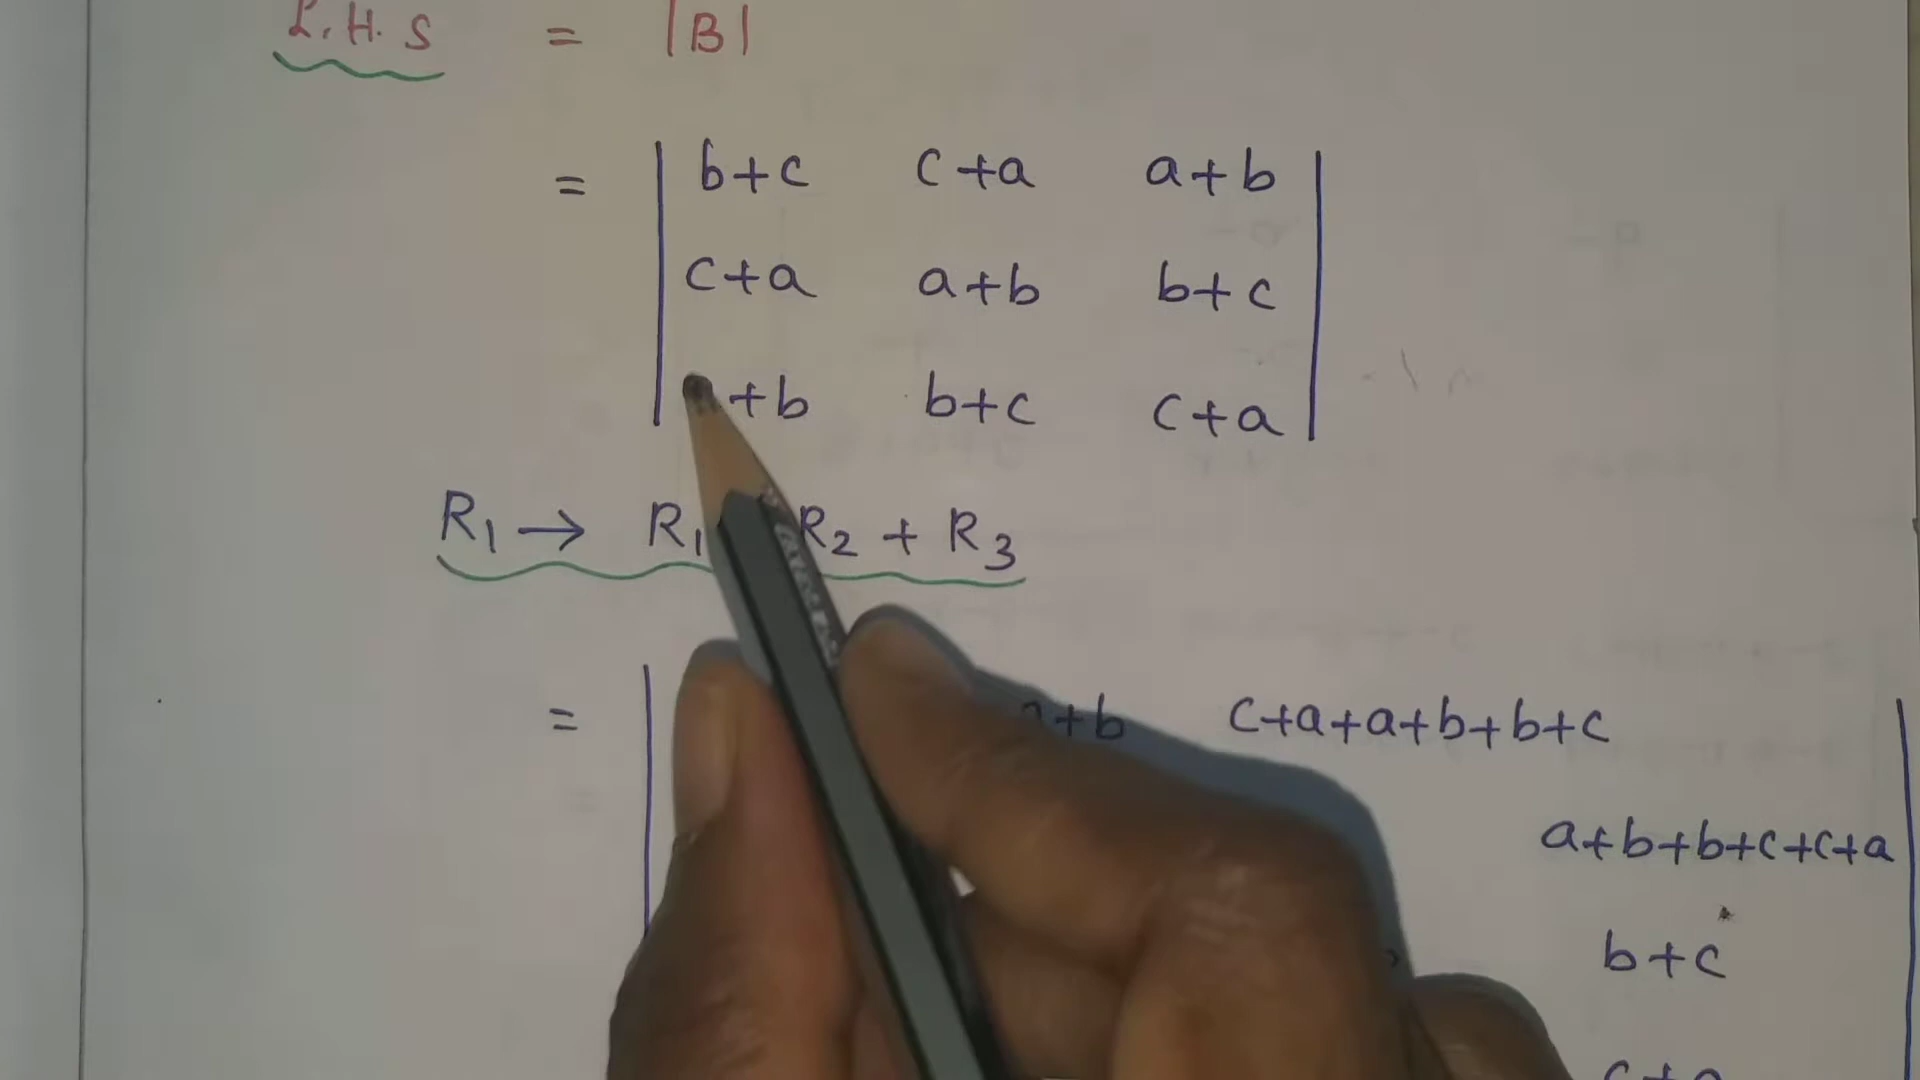 L.H.S = |B|
= | b+c c+a a+b |
| c+a a+b b+c |
| +b b+c c+a |
R₁ → R₁ R₂ + R₃
= | +b c+a+a+b+b+c
a+b+b+c+c+a |
b+c